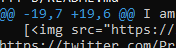 @@ -19,7 +19,6 @@ I am
[<img src="https://
https://twitter.com/Pr